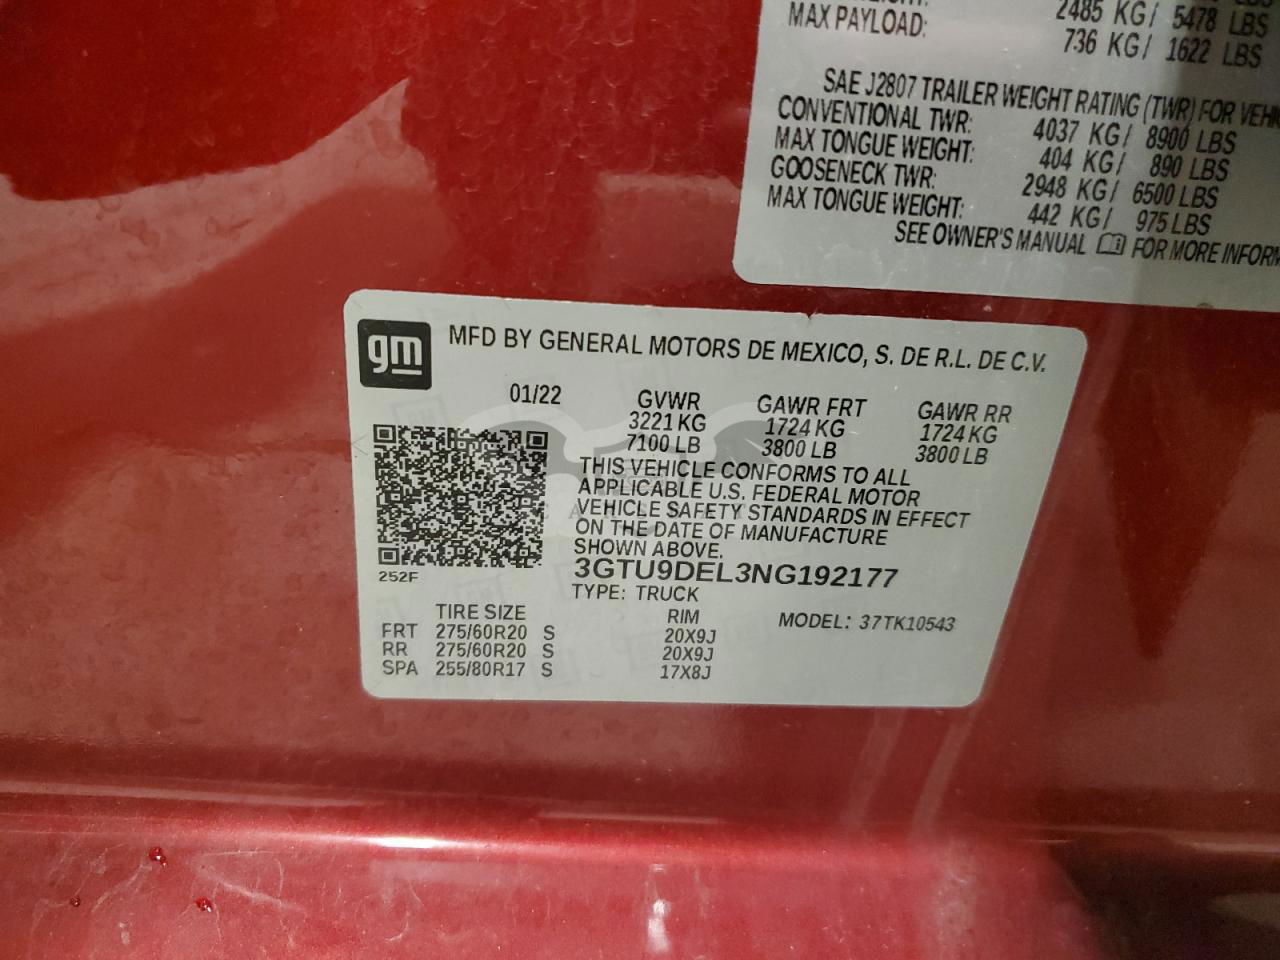 2485 KG/ 5478 LBS
MAX PAYLOAD: 736 KG/ 1622 LBS
SAE J2807 TRAILER WEIGHT RATING (TWR) FOR
CONVENTIONAL TWR: 4037 KG/ 8900 LBS
MAX TONGUE WEIGHT: 404 KG/ 890 LBS
GOOSENECK TWR: 2948 KG/ 6500 LBS
MAX TONGUE WEIGHT: 442 KG/ 975 LBS
SEE OWNER'S MANUAL FOR MORE
gm
MFD BY GENERAL MOTORS DE MEXICO, S. DE R.L. DE C.V.
01/22 GVWR GAWR FRT GAWR RR
3221 KG 1724 KG 1724 KG
7100 LB 3800 LB 3800 LB
THIS VEHICLE CONFORMS TO ALL
APPLICABLE U.S. FEDERAL MOTOR
VEHICLE SAFETY STANDARDS IN EFFECT
ON THE DATE OF MANUFACTURE
SHOWN ABOVE.
252F
3GTU9DEL3NG192177
TYPE: TRUCK
TIRE SIZE RIM MODEL: 37TK10543
FRT 275/60R20 S 20X9J
RR 275/60R20 S 20X9J
SPA 255/80R17 S 17X8J